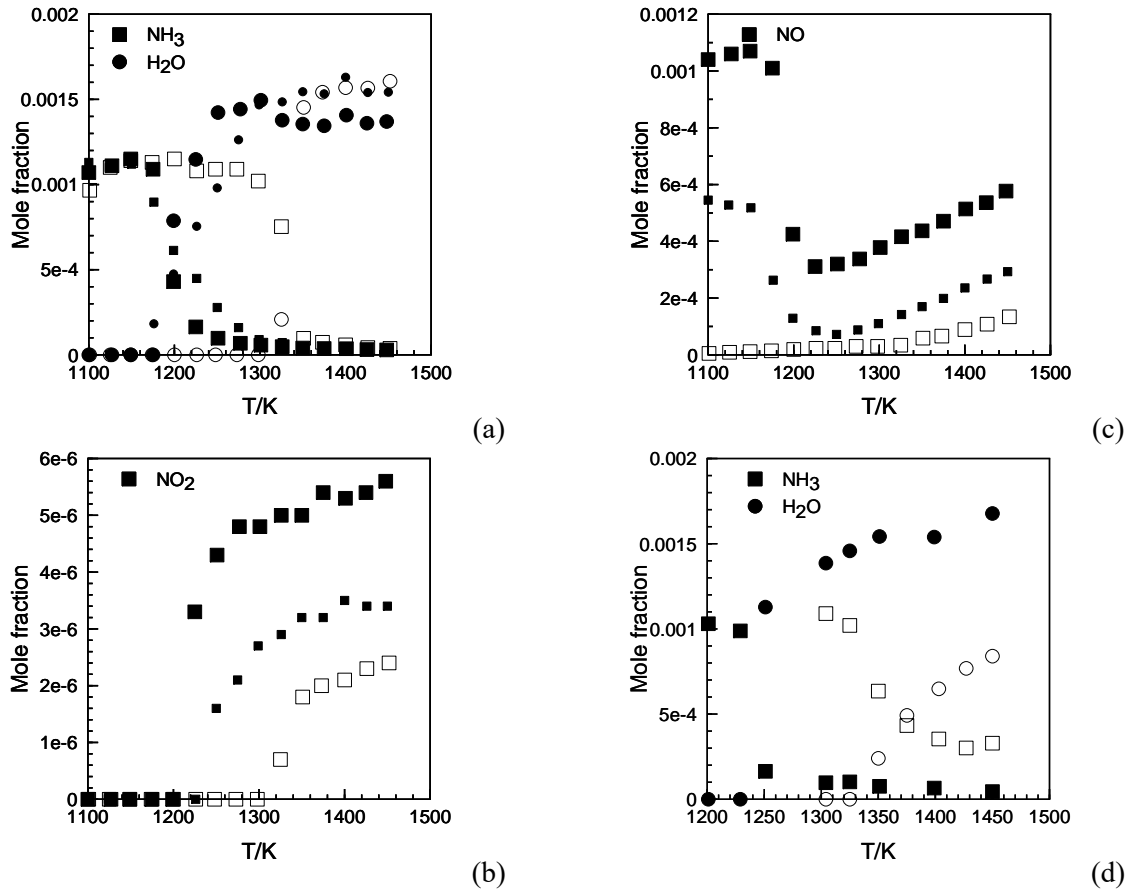 0.002
NH3
H2O
0.0015
0.001
5e-4
0
1100
1200
1300
1400
1500
Mole fraction
T/K
(a)
0.0012
NO
0.001
8e-4
6e-4
4e-4
2e-4
0
1100
1200
1300
1400
1500
Mole fraction
T/K
(c)
6e-6
NO2
5e-6
4e-6
3e-6
2e-6
1e-6
0
1100
1200
1300
1400
1500
Mole fraction
T/K
(b)
0.002
NH3
H2O
0.0015
0.001
5e-4
0
1200
1250
1300
1350
1400
1450
1500
Mole fraction
T/K
(d)